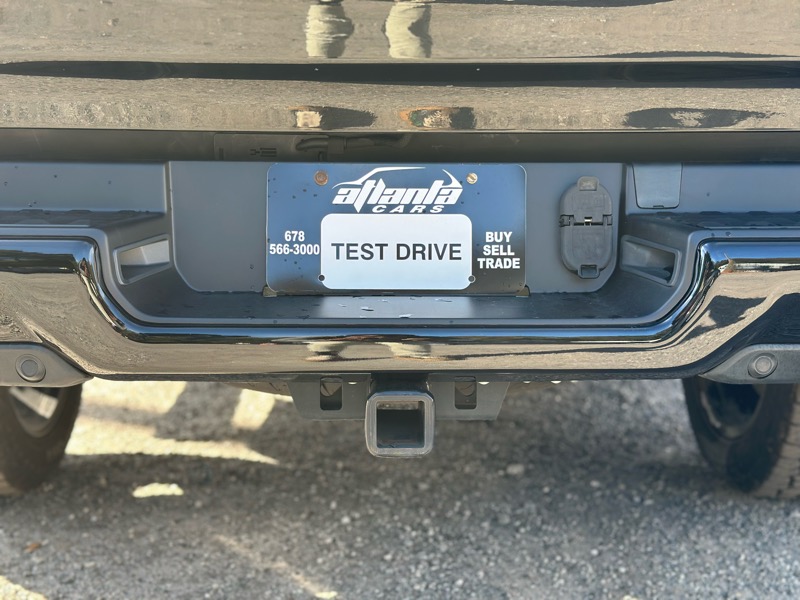 atlanta
CARS
678
566-3000
TEST DRIVE
BUY
SELL
TRADE